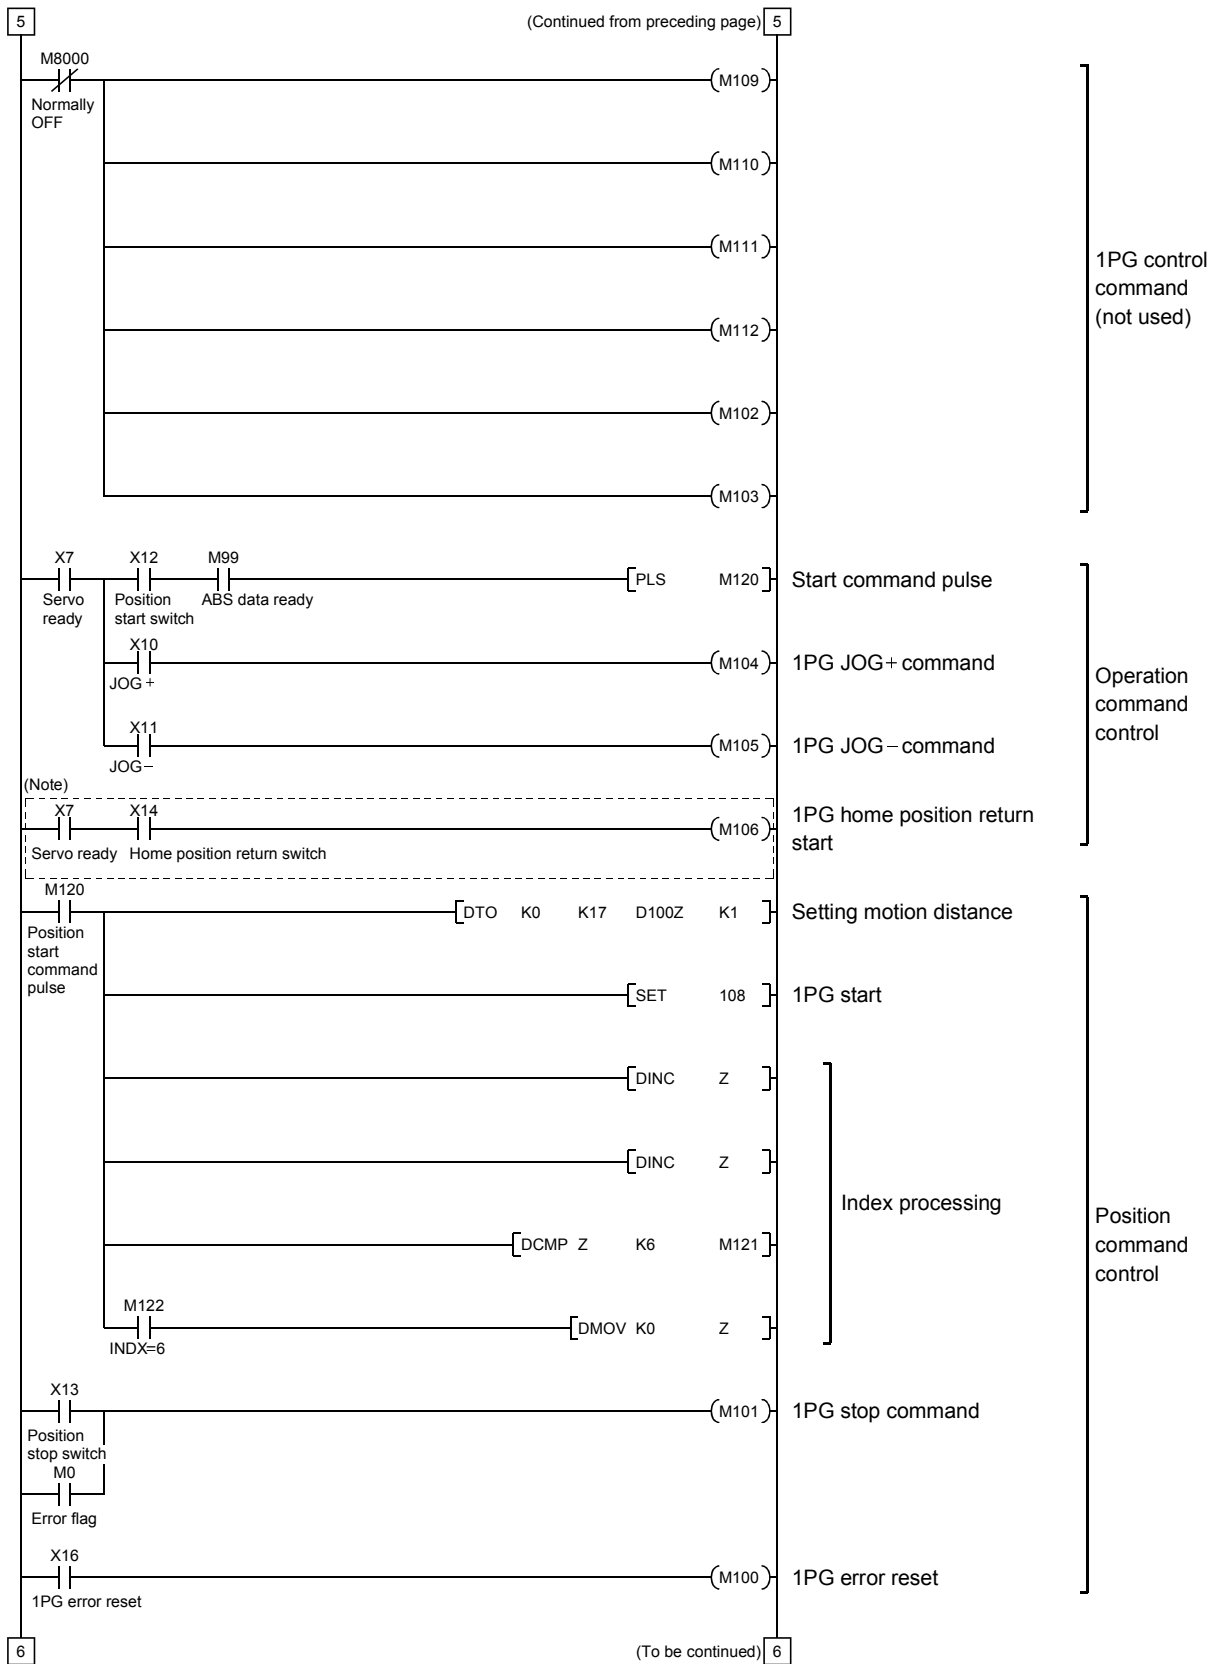 5 (Continued from preceding page) 5
M8000
Normally
OFF
M109
M110
M111
M112
M102
M103
1PG control
command
(not used)
X7 X12 M99
Servo
ready
Position
start switch
ABS data ready
PLS M120
Start command pulse
X10
JOG+
M104
1PG JOG+ command
X11
JOG−
M105
1PG JOG− command
Operation
command
control
(Note)
X7 X14
Servo ready Home position return switch
M106
1PG home position return
start
M120
Position
start
command
pulse
DTO K0 K17 D100Z K1
Setting motion distance
SET 108
1PG start
DINC Z
DINC Z
DCMP Z K6 M121
M122
INDX=6
DMOV K0 Z
Index processing
Position
command
control
X13
Position
stop switch
M101
1PG stop command
M0
Error flag
X16
1PG error reset
M100
1PG error reset
6 (To be continued) 6